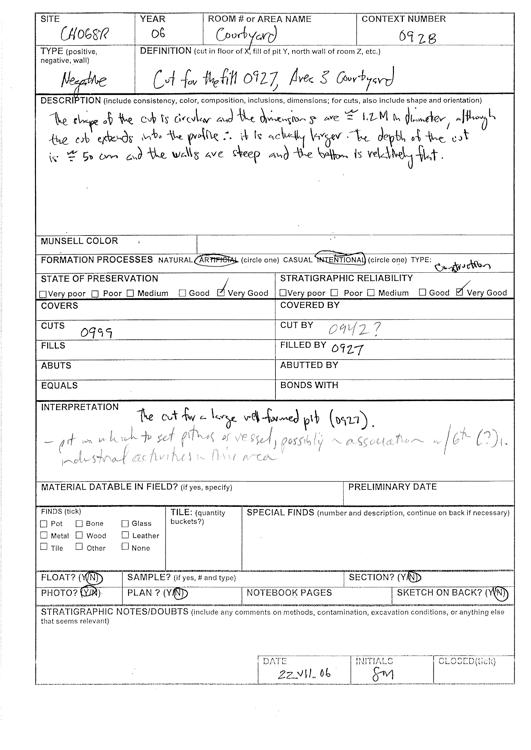 SITE YEAR ROOM # or AREA NAME CONTEXT NUMBER
CH06SR 06 Courtyard 0928
TYPE (positive, negative, wall) DEFINITION (cut in floor of X, fill of pit Y, north wall of room Z, etc.)
Negative Cut for the fill 0927, Area 3 Courtyard
DESCRIPTION (include consistency, color, composition, inclusions, dimensions; for cuts, also include shape and orientation)
The shape of the cut is circular and the dimensions are ≈ 1.2 M in diameter, although
the cut extends into the profile ∴ it is actually larger. The depth of the cut
is ≈ 50 cm and the walls are steep and the bottom is relatively flat.
MUNSELL COLOR
FORMATION PROCESSES NATURAL ARTIFICIAL (circle one) CASUAL INTENTIONAL (circle one) TYPE: Construction
STATE OF PRESERVATION STRATIGRAPHIC RELIABILITY
☐ Very poor ☐ Poor ☐ Medium ☐ Good ☑ Very Good ☐ Very poor ☐ Poor ☐ Medium ☐ Good ☑ Very Good
COVERS COVERED BY
CUTS 0999 CUT BY 0942?
FILLS FILLED BY 0927
ABUTS ABUTTED BY
EQUALS BONDS WITH
INTERPRETATION
The cut for a large well-formed pit (0927).
- pit in which to set pithos or vessel, possibly in association w/ 6th (?)
industrial activities in this area
MATERIAL DATABLE IN FIELD? (if yes, specify) PRELIMINARY DATE
FINDS (tick) TILE: (quantity buckets?) SPECIAL FINDS (number and description, continue on back if necessary)
☐ Pot ☐ Bone ☐ Glass
☐ Metal ☐ Wood ☐ Leather
☐ Tile ☐ Other ☐ None
FLOAT? (Y/N) SAMPLE? (if yes, # and type) SECTION? (Y/N)
PHOTO? (Y/N) PLAN? (Y/N) NOTEBOOK PAGES SKETCH ON BACK? (Y/N)
STRATIGRAPHIC NOTES/DOUBTS (include any comments on methods, contamination, excavation conditions, or anything else
that seems relevant)
DATE INITIALS CLOSED(tick)
22.VII.06 SM